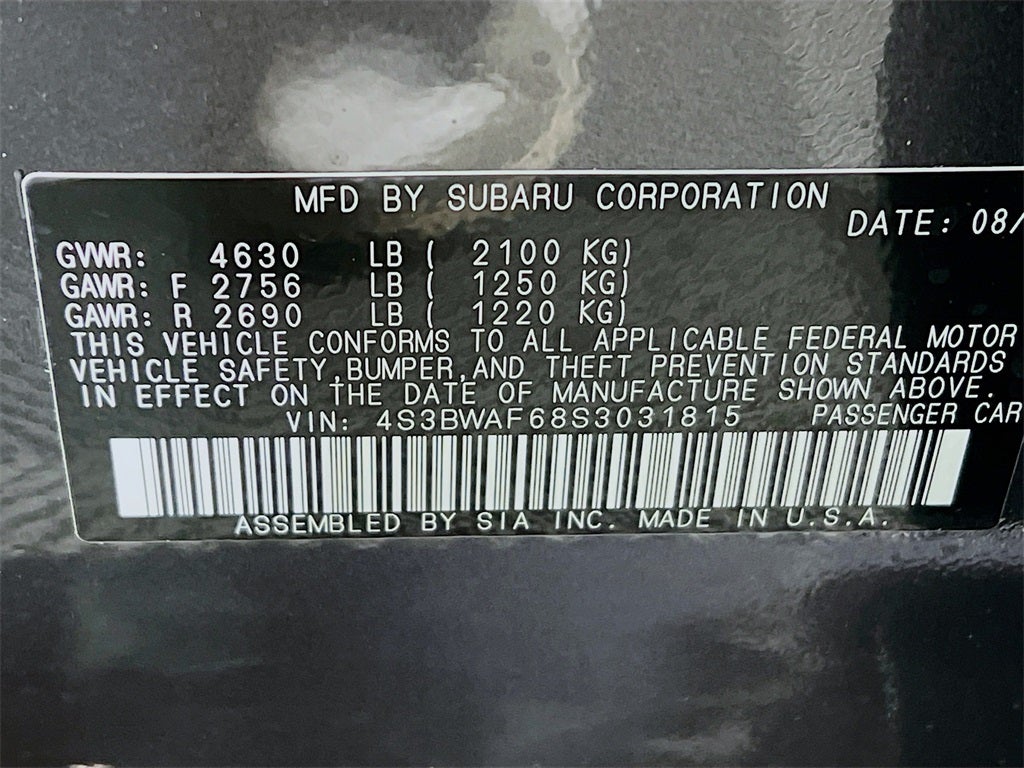 MFD BY SUBARU CORPORATION
DATE: 08/
GVWR: 4630 LB ( 2100 KG)
GAWR: F 2756 LB ( 1250 KG)
GAWR: R 2690 LB ( 1220 KG)
THIS VEHICLE CONFORMS TO ALL APPLICABLE FEDERAL MOTOR
VEHICLE SAFETY,BUMPER,AND THEFT PREVENTION STANDARDS
IN EFFECT ON THE DATE OF MANUFACTURE SHOWN ABOVE.
VIN: 4S3BWAF68S3031815 PASSENGER CAR
ASSEMBLED BY SIA INC. MADE IN U.S.A.